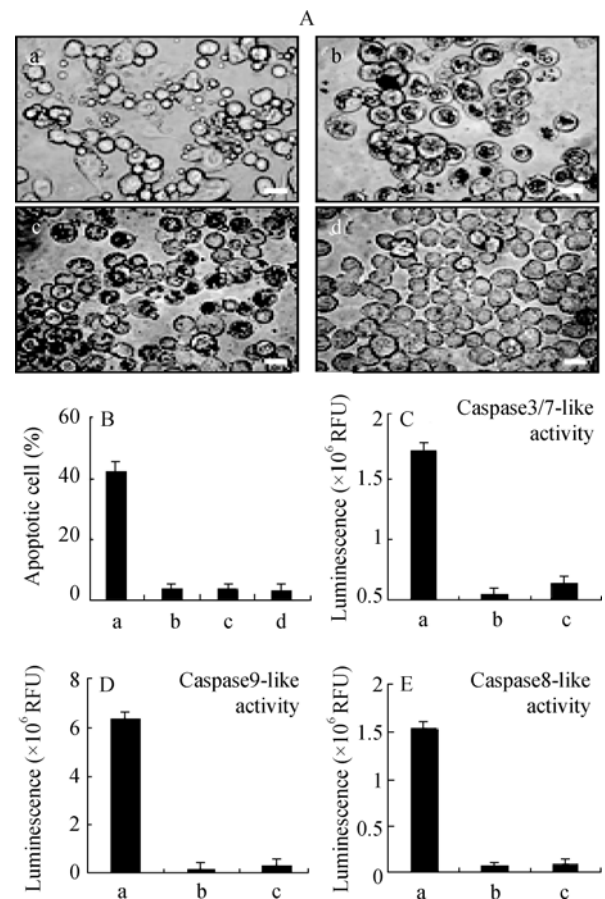 A
a
b
c
d
B
Apoptotic cell (%)
60
40
20
0
a b c d
C
Caspase3/7-like
activity
Luminescence (×10⁶ RFU)
2
1.5
1
0.5
a b c
D
Caspase9-like
activity
Luminescence (×10⁶ RFU)
8
6
4
2
0
a b c
E
Caspase8-like
activity
Luminescence (×10⁶ RFU)
2
1.5
1
0.5
0
a b c